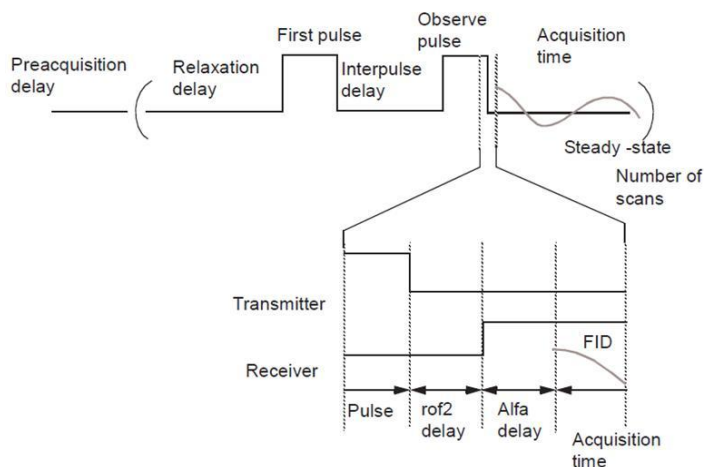 First pulse
Observe
pulse
Acquisition
time
Preacquisition
delay
Relaxation
delay
Interpulse
delay
Steady -state
Number of
scans
Transmitter
FID
Receiver
Pulse
rof2
delay
Alfa
delay
Acquisition
time